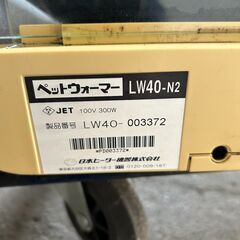 ペットウォーマー LW40-N2
JET 100V 300W
製品番号 LW40- 003372
*PD003372*
日本ヒーター機器株式会社